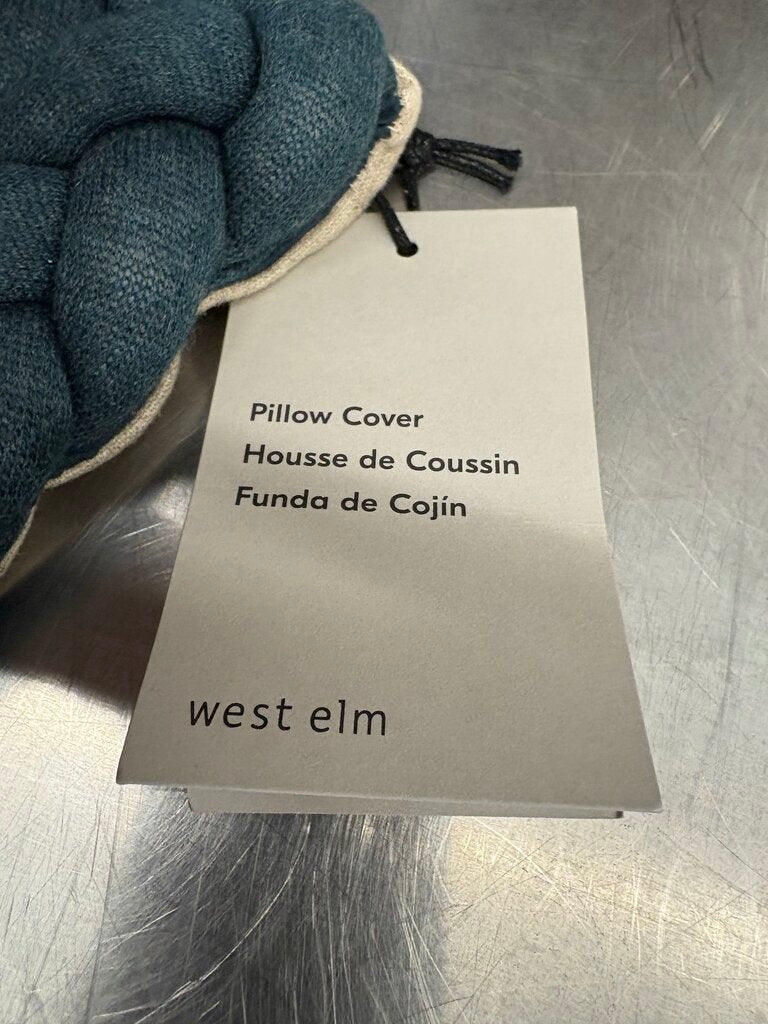 Pillow Cover
Housse de Coussin
Funda de Cojín
west elm